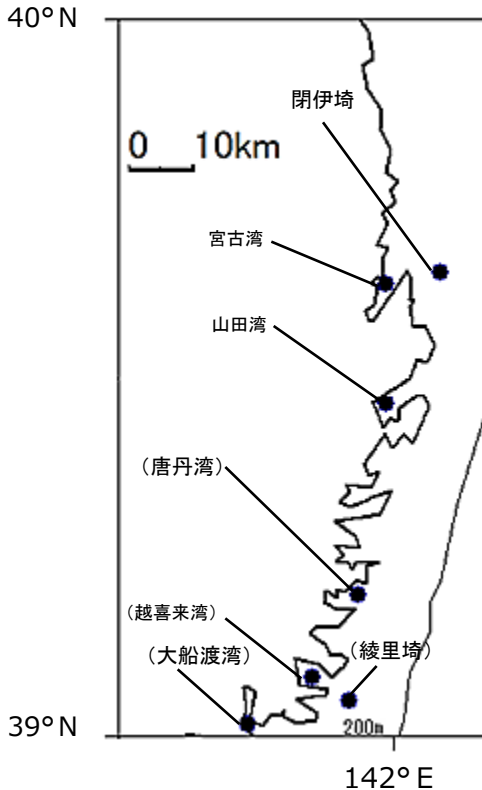 40°N
閉伊埼
0 10km
宮古湾
山田湾
（唐丹湾）
（越喜来湾）
（大船渡湾）
（綾里埼）
39°N
200m
142°E